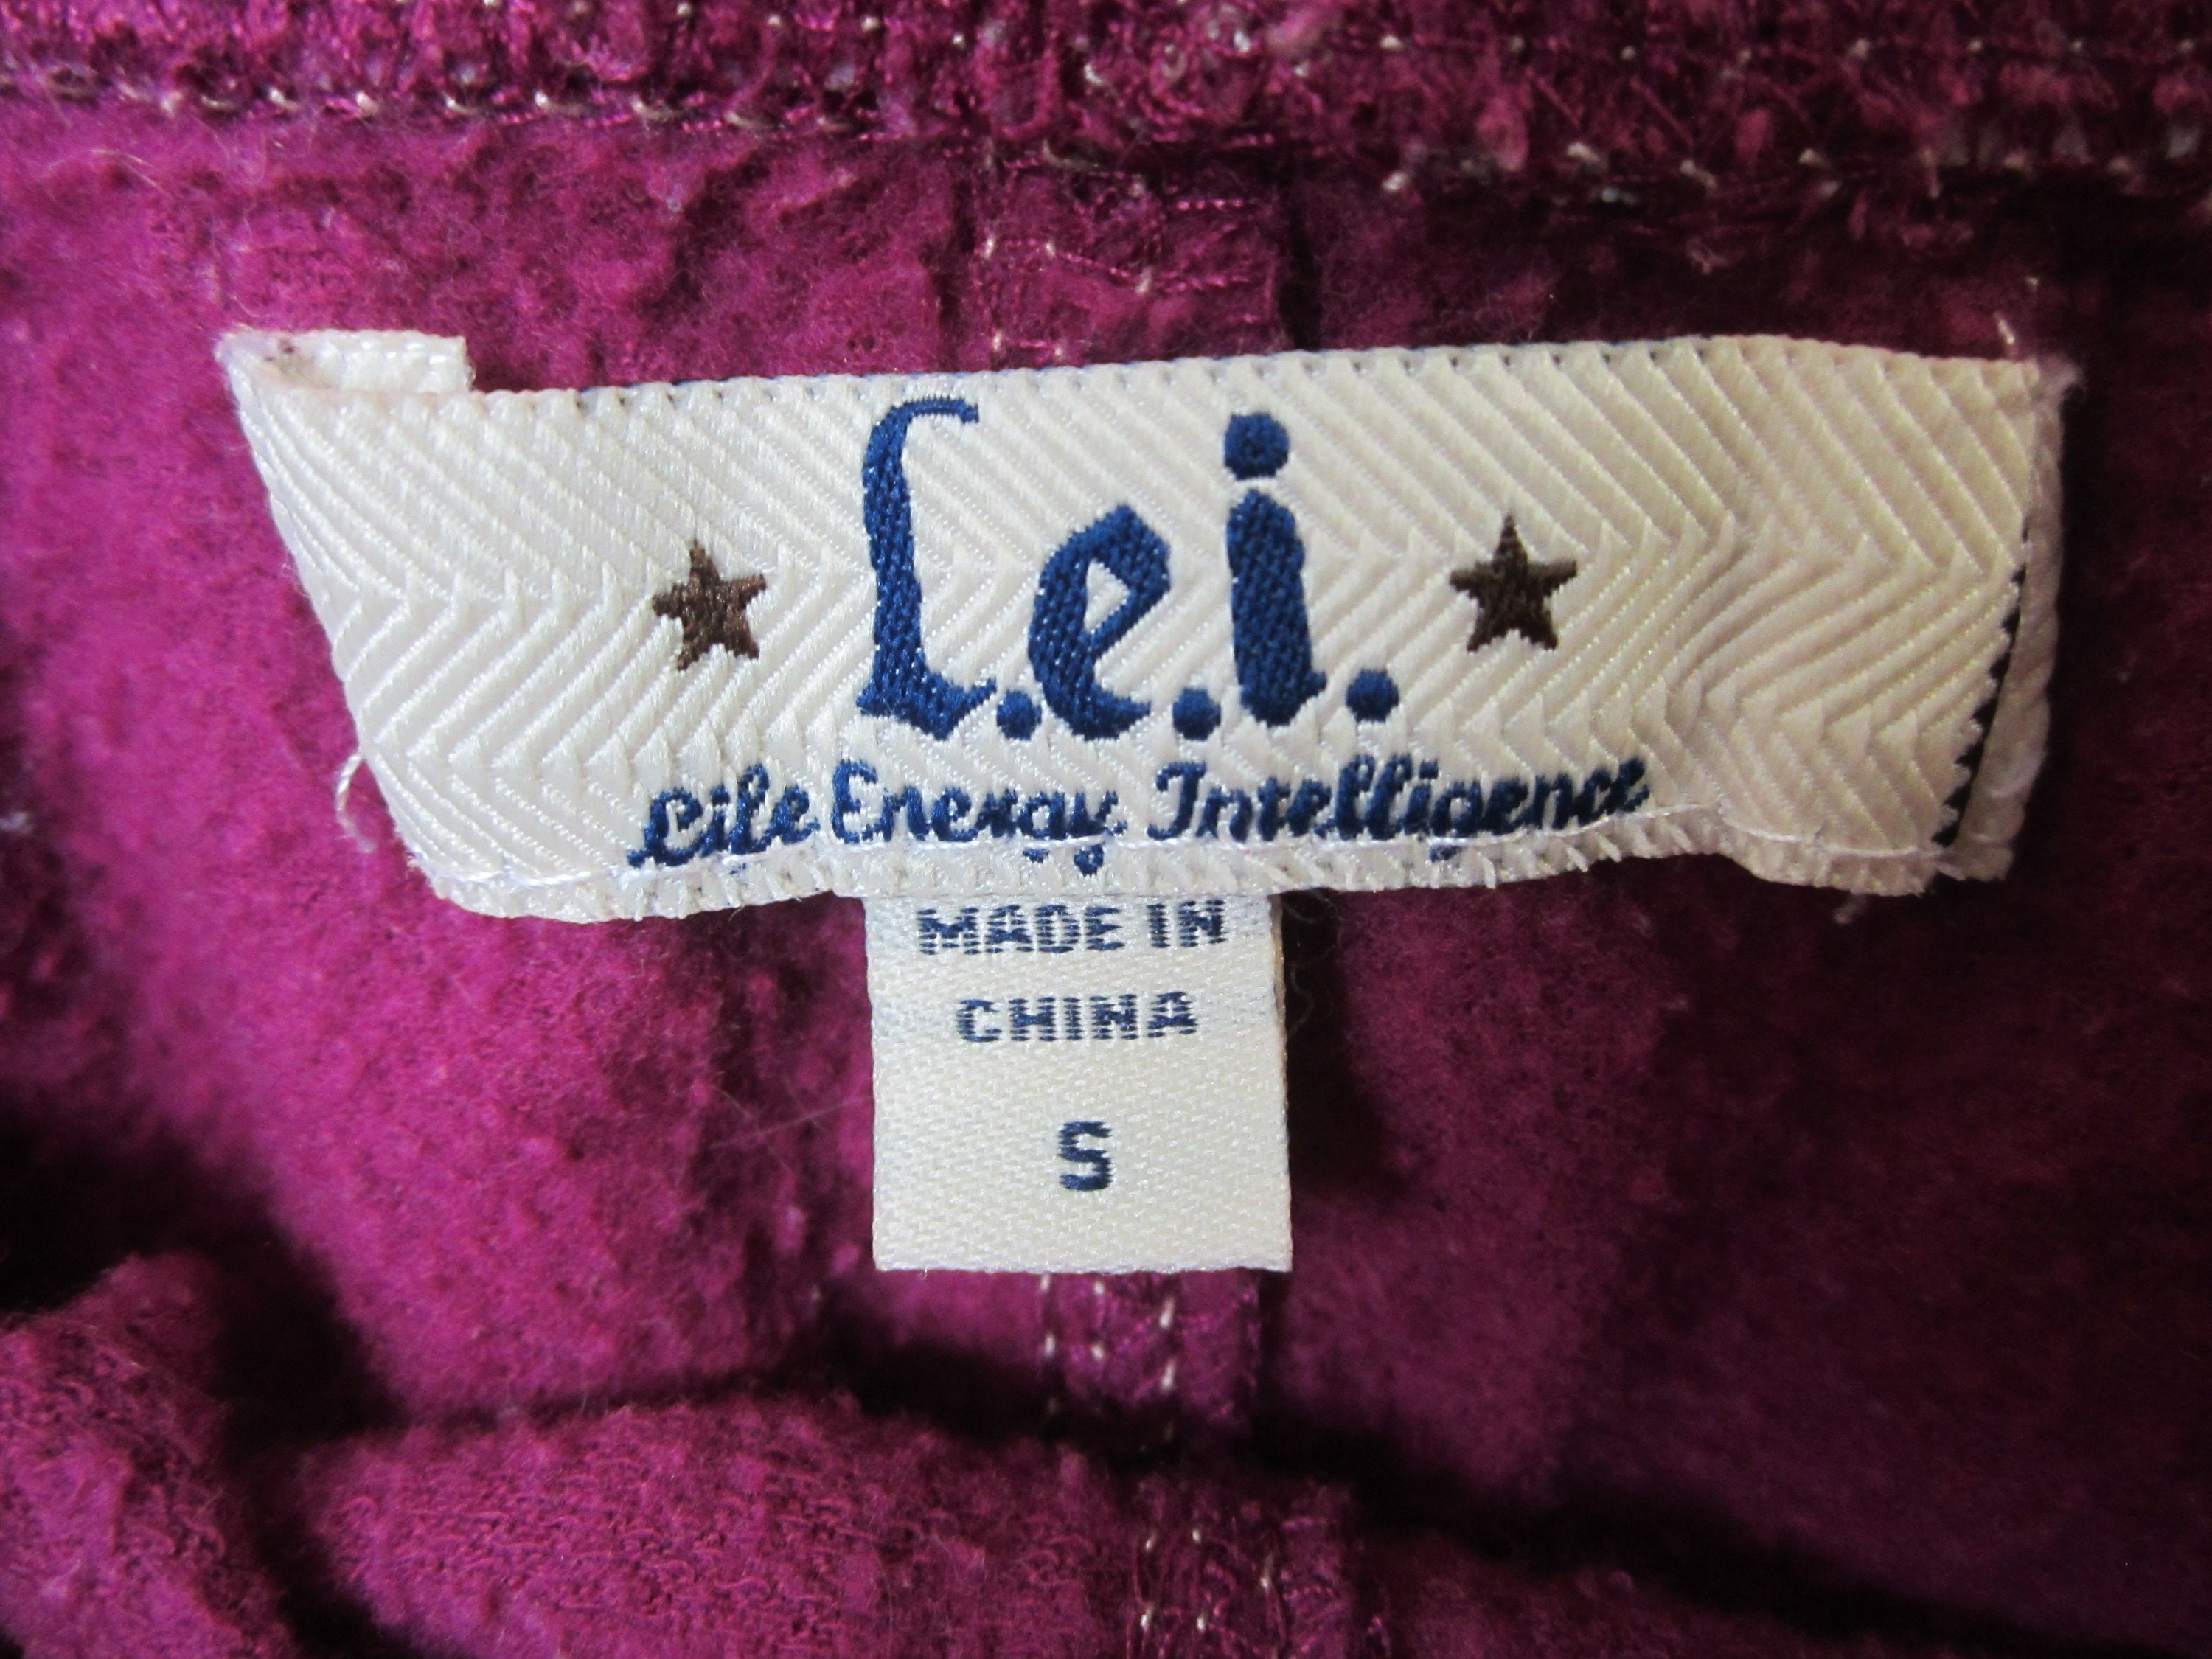 L.e.i.
Life Energy Intelligence
MADE IN
CHINA
S